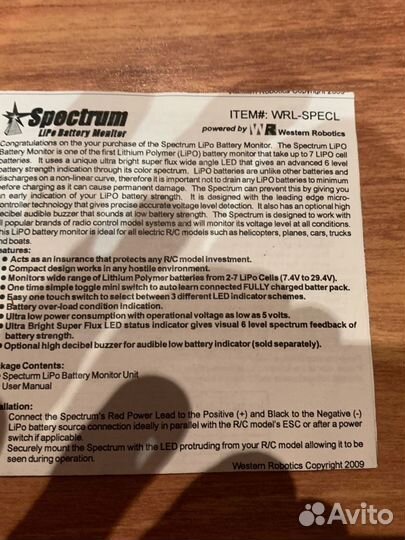 Western Robotics Copyright 2009
Spectrum
LiPo Battery Monitor
ITEM#: WRL-SPECL
powered by WR Western Robotics
Congratulations on your purchase of the Spectrum LiPo Battery Monitor. The Spectrum LiPO
Battery Monitor is one of the first Lithium Polymer (LiPO) battery monitor that take up to 7 LiPO cell
batteries. It uses a unique ultra bright super flux wide angle LED that gives an advanced 6 level
battery strength indication through its color spectrum. LiPO batteries are unlike other batteries and
discharges on a non-linear curve, therefore it is important not to drain any LiPO batteries to minimum
before charging as it can cause permanent damage. The Spectrum can prevent this by giving you
an early indication of your LiPO battery strength. It is designed with the leading edge micro-
controller technology that gives precise accurate voltage level detection. It also has an optional high
decibel audible buzzer that sounds at low battery strength. The Spectrum is designed to work with
all popular brands of radio control model systems and will monitor its voltage level at all conditions.
This LiPO battery monitor is ideal for all electric R/C models such as helicopters, planes, cars, trucks
and boats.
Features:
● Acts as an insurance that protects any R/C model investment.
● Compact design works in any hostile environment.
● Monitors wide range of Lithium Polymer batteries from 2-7 LiPo Cells (7.4V to 29.4V).
● One time simple toggle mini switch to auto learn connected FULLY charged batter pack.
● Easy one touch switch to select between 3 different LED indicator schemes.
● Battery over-load condition Indication.
● Ultra low power consumption with operational voltage as low as 5 volts.
● Ultra Bright Super Flux LED status indicator gives visual 6 level spectrum feedback of
battery strength.
● Optional high decibel buzzer for audible low battery indicator (sold separately).
Package Contents:
Specturm LiPo Battery Monitor Unit
User Manual
Installation:
Connect the Spectrum's Red Power Lead to the Positive (+) and Black to the Negative (-)
LiPo battery source connection ideally in parallel with the R/C model's ESC or after a power
switch if applicable.
Securely mount the Spectrum with the LED protruding from your R/C model allowing it to be
seen during operation.
Western Robotics Copyright 2009
Avito